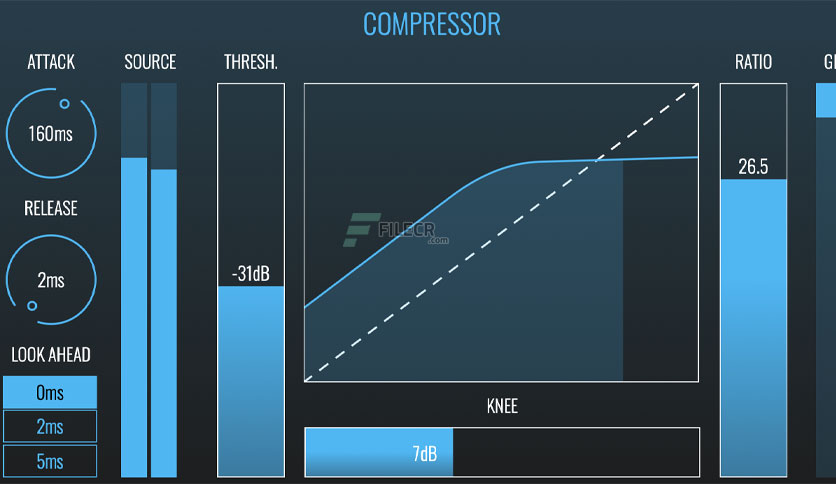 COMPRESSOR
ATTACK
SOURCE
THRESH.
RATIO
160ms
26.5
RELEASE
FILECR
.com
-31dB
2ms
LOOK AHEAD
0ms
KNEE
2ms
7dB
5ms